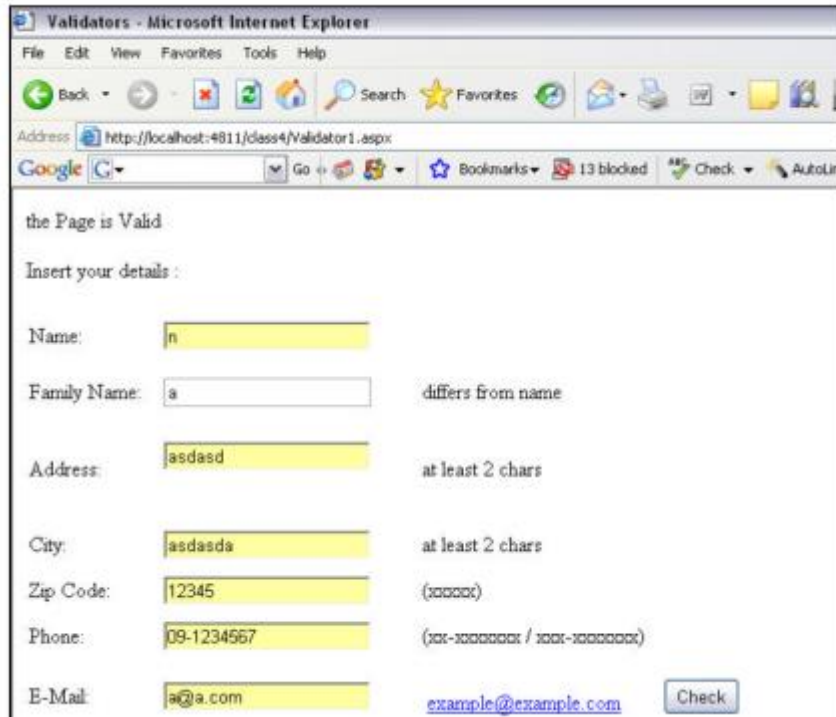 Validators - Microsoft Internet Explorer
File Edit View Favorites Tools Help
Back Search Favorites
Address http://localhost:4811/class4/Validator1.aspx
Google G Go Bookmarks 13 blocked Check AutoLin
the Page is Valid
Insert your details :
Name: n
Family Name: a differs from name
Address: asdasd at least 2 chars
City: asdasda at least 2 chars
Zip Code: 12345 (xxxxx)
Phone: 09-1234567 (xx-xxxxxxx / xxx-xxxxxxx)
E-Mail: a@a.com example@example.com Check